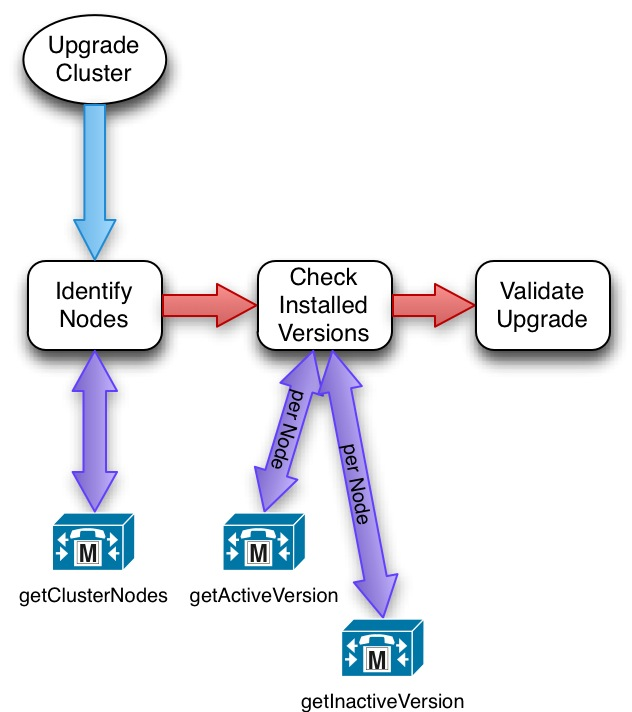 Upgrade
Cluster
Identify
Nodes
Check
Installed
Versions
Validate
Upgrade
per Node
per Node
M
getClusterNodes
M
getActiveVersion
M
getInactiveVersion